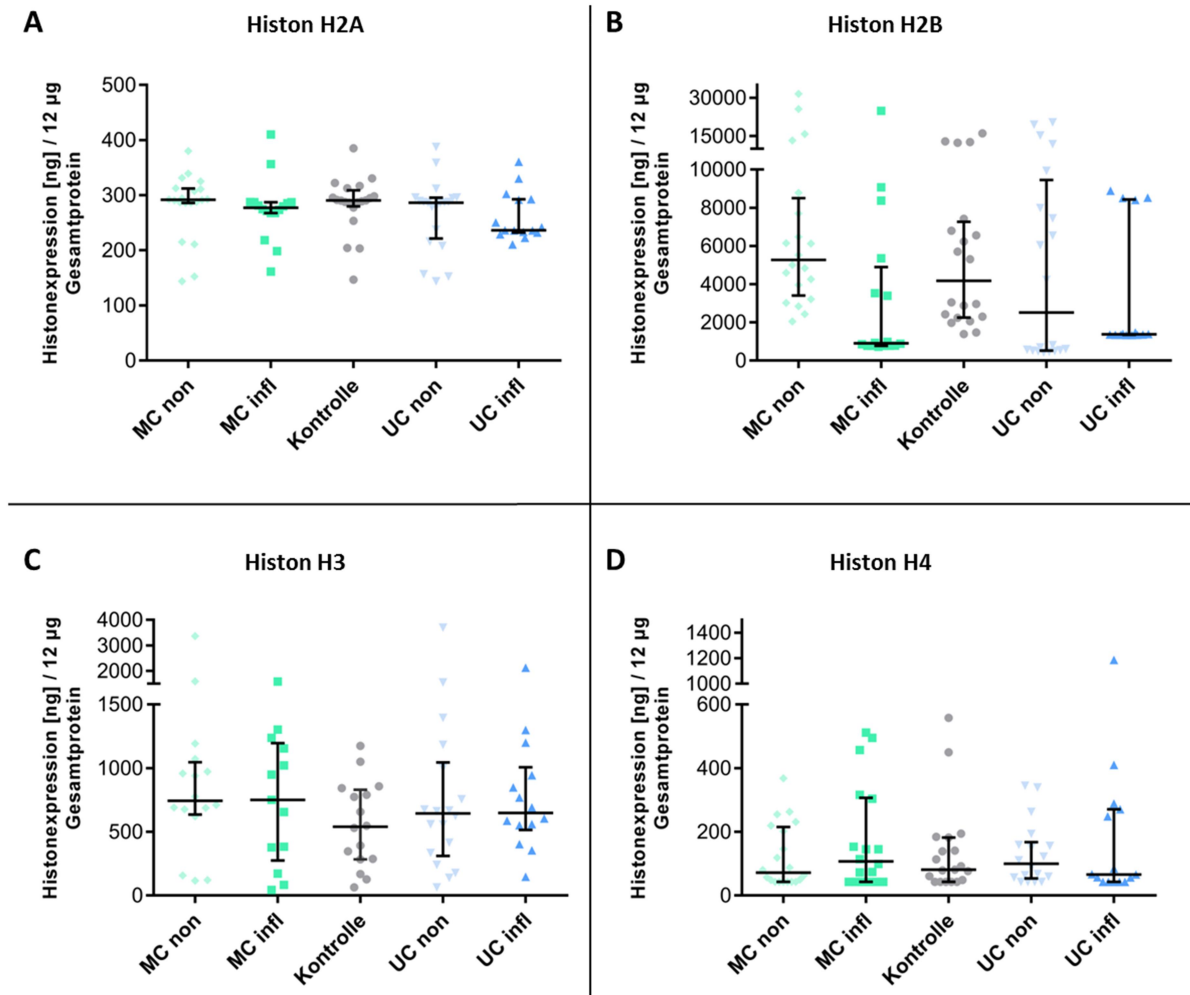 A
Histon H2A
Histonexpression [ng] / 12 µg
Gesamtprotein
500
400
300
200
100
0
MC non
MC infl
Kontrolle
UC non
UC infl
B
Histon H2B
Histonexpression [ng] / 12 µg
Gesamtprotein
30000
15000
10000
8000
6000
4000
2000
0
MC non
MC infl
Kontrolle
UC non
UC infl
C
Histon H3
Histonexpression [ng] / 12 µg
Gesamtprotein
4000
3000
2000
1500
1000
500
0
MC non
MC infl
Kontrolle
UC non
UC infl
D
Histon H4
Histonexpression [ng] / 12 µg
Gesamtprotein
1400
1200
1000
600
400
200
0
MC non
MC infl
Kontrolle
UC non
UC infl